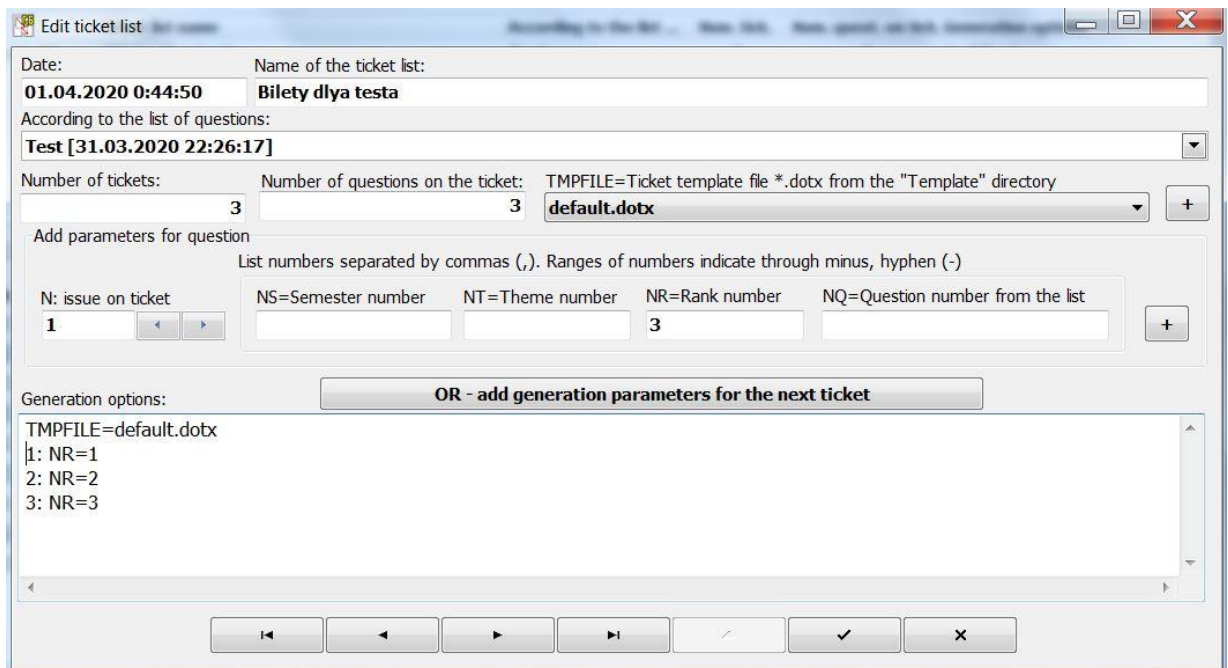 Edit ticket list
Date:
Name of the ticket list:
01.04.2020 0:44:50
Bilety dlya testa
According to the list of questions:
Test [31.03.2020 22:26:17]
Number of tickets:
Number of questions on the ticket:
TMPFILE=Ticket template file *.dotx from the "Template" directory
3
3
default.dotx
+
Add parameters for question
List numbers separated by commas (,). Ranges of numbers indicate through minus, hyphen (-)
N: issue on ticket
NS=Semester number
NT=Theme number
NR=Rank number
NQ=Question number from the list
1
3
+
OR - add generation parameters for the next ticket
Generation options:
TMPFILE=default.dotx
1: NR=1
2: NR=2
3: NR=3